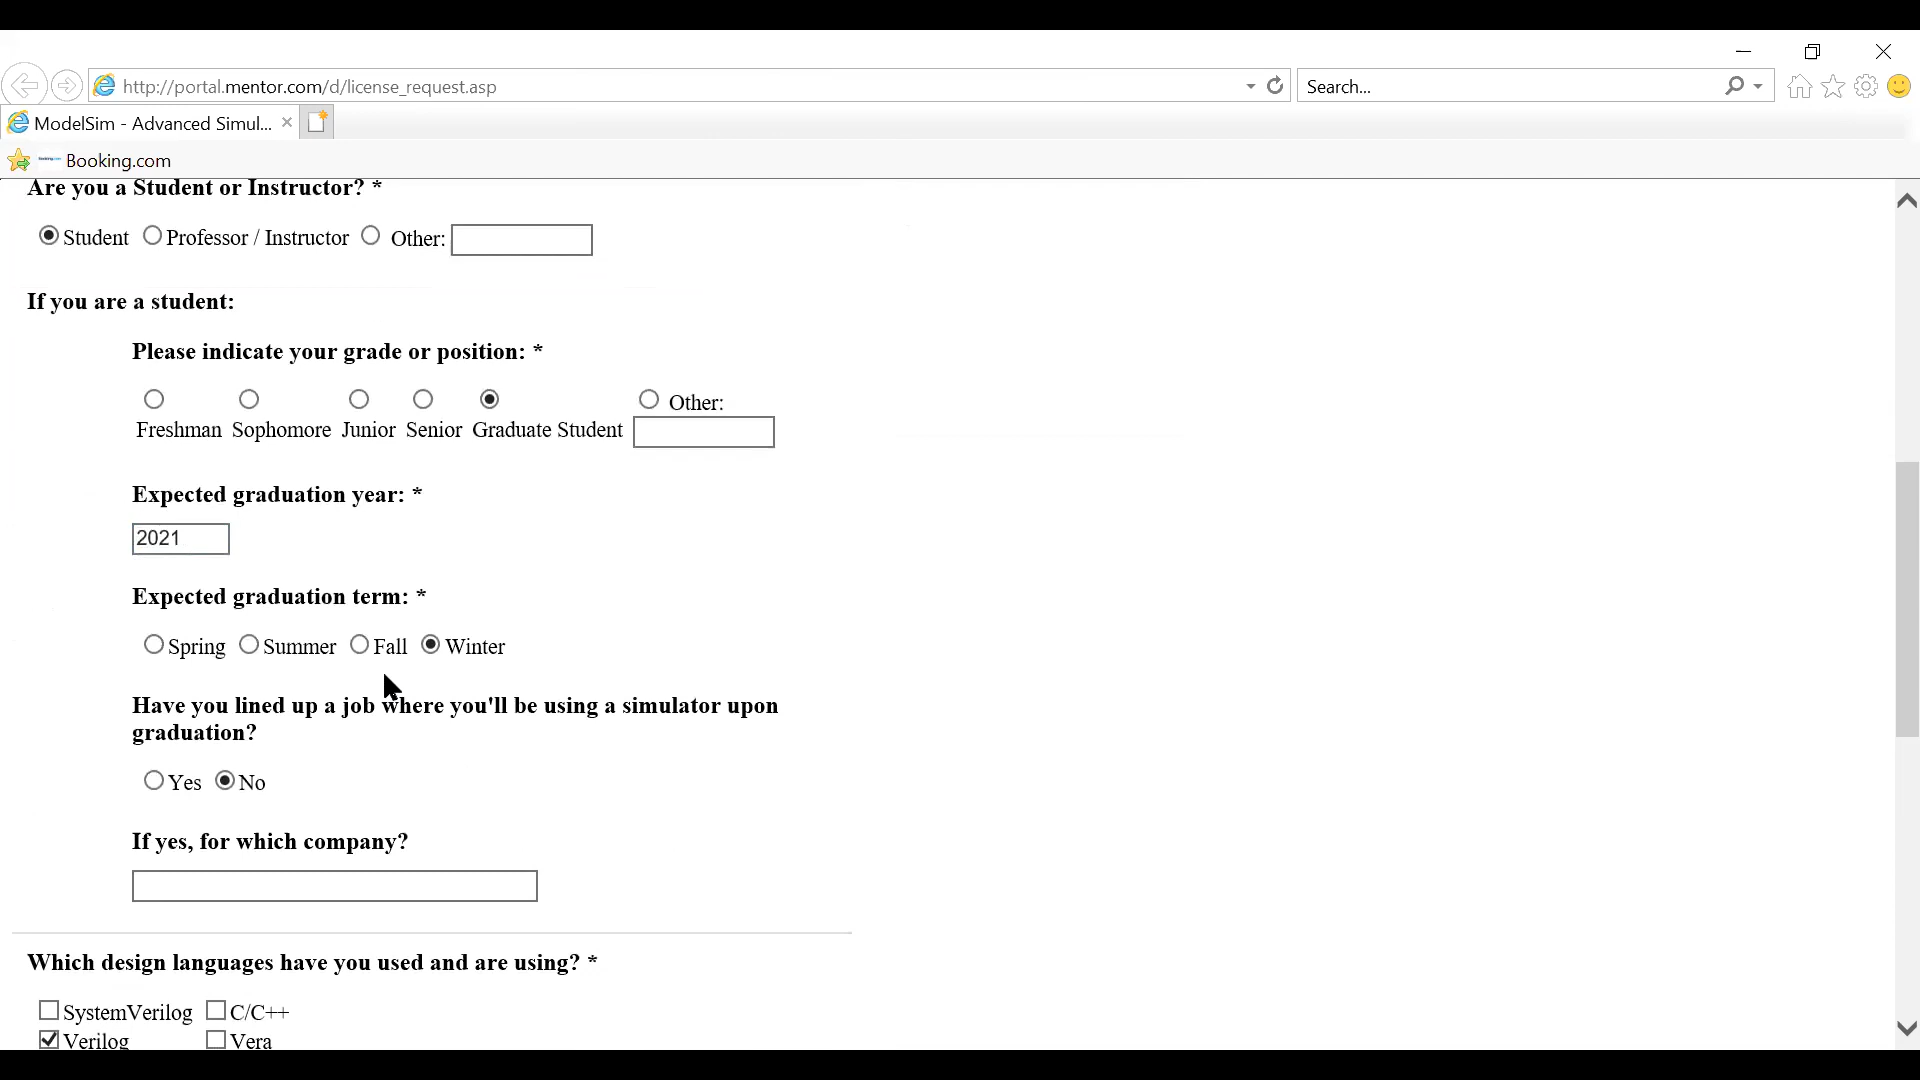 http://portal.mentor.com/d/license_request.asp
Search...
ModelSim - Advanced Simul...
Booking.com
Are you a Student or Instructor? *
Student Professor / Instructor Other:
If you are a student:
Please indicate your grade or position: *
Other:
Freshman Sophomore Junior Senior Graduate Student
Expected graduation year: *
2021
Expected graduation term: *
Spring Summer Fall Winter
Have you lined up a job where you'll be using a simulator upon
graduation?
Yes No
If yes, for which company?
Which design languages have you used and are using? *
SystemVerilog C/C++
Verilog Vera